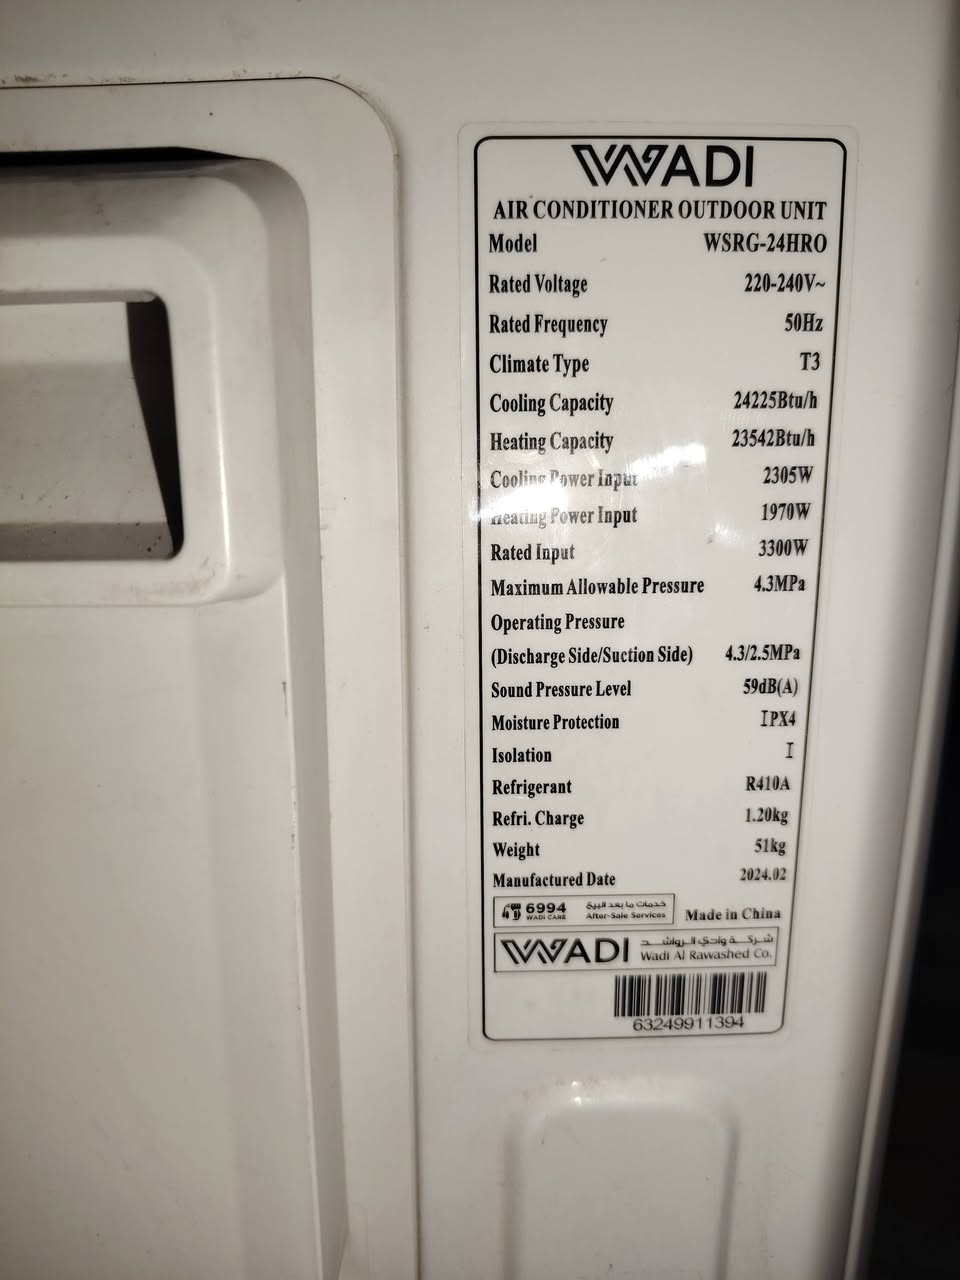 WADI
AIR CONDITIONER OUTDOOR UNIT
Model WSRG-24HRO
Rated Voltage 220-240V~
Rated Frequency 50Hz
Climate Type T3
Cooling Capacity 24225Btu/h
Heating Capacity 23542Btu/h
Cooling Power Input 2305W
Heating Power Input 1970W
Rated Input 3300W
Maximum Allowable Pressure 4.3MPa
Operating Pressure
(Discharge Side/Suction Side) 4.3/2.5MPa
Sound Pressure Level 59dB(A)
Moisture Protection IPX4
Isolation I
Refrigerant R410A
Refri. Charge 1.20kg
Weight 51kg
Manufactured Date 2024.02
6994 خدمات ما بعد البيع
WADI CARE After-Sale Services Made in China
WADI شركة وادي الرواشد
Wadi Al Rawashed Co.
63249911394